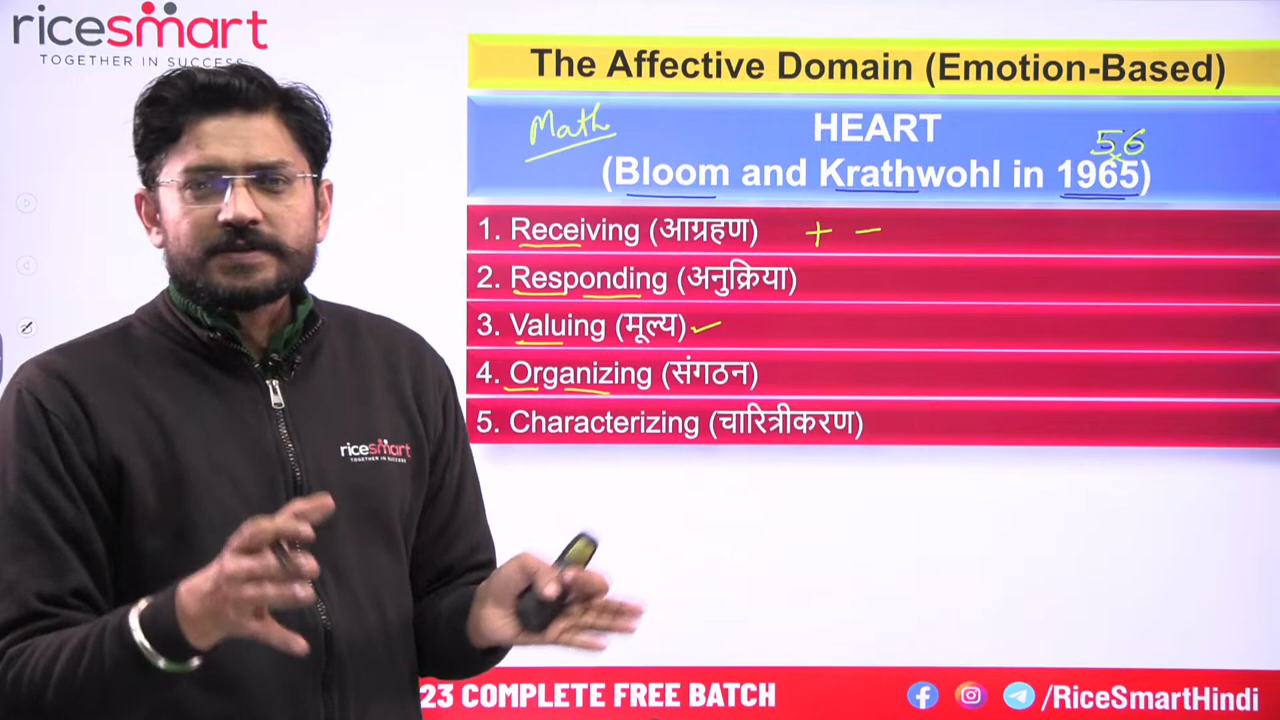 ricesmart
TOGETHER IN SUCCESS
The Affective Domain (Emotion-Based)
Math
HEART
56
(Bloom and Krathwohl in 1965)
1. Receiving (आग्रहण) + −
2. Responding (अनुक्रिया)
3. Valuing (मूल्य)
4. Organizing (संगठन)
5. Characterizing (चारित्रीकरण)
ricesmart
TOGETHER IN SUCCESS
23 COMPLETE FREE BATCH
/RiceSmartHindi